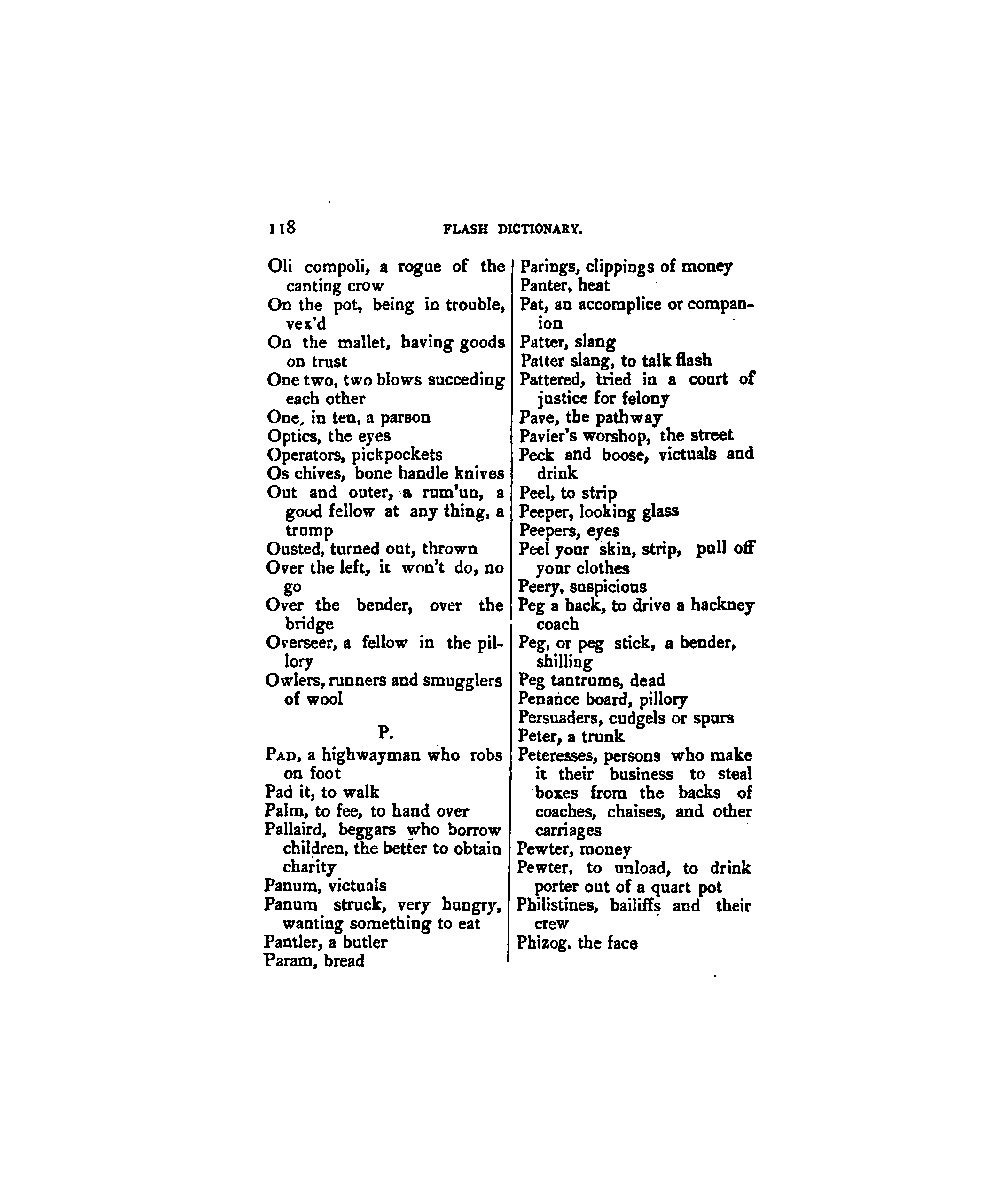 118 FLASH DICTIONARY.
Oli compoli, a rogue of the
canting crow
On the pot, being in trouble,
vex'd
On the mallet, having goods
on trust
One two, two blows succeding
each other
One, in ten, a parson
Optics, the eyes
Operators, pickpockets
Os chives, bone handle knives
Out and outer, a rum'un, a
good fellow at any thing, a
trump
Ousted, turned out, thrown
Over the left, it won't do, no
go
Over the bender, over the
bridge
Overseer, a fellow in the pil-
lory
Owlers, runners and smugglers
of wool
P.
PAD, a highwayman who robs
on foot
Pad it, to walk
Palm, to fee, to hand over
Pallaird, beggars who borrow
children, the better to obtain
charity
Panum, victuals
Panum struck, very hungry,
wanting something to eat
Pantler, a butler
Param, bread
Parings, clippings of money
Panter, heat
Pat, an accomplice or compan-
ion
Patter, slang
Patter slang, to talk flash
Pattered, tried in a court of
justice for felony
Pave, the pathway
Pavier's worshop, the street
Peck and boose, victuals and
drink
Peel, to strip
Peeper, looking glass
Peepers, eyes
Peel your skin, strip, pull off
your clothes
Peery, suspicious
Peg a hack, to drive a hackney
coach
Peg, or peg stick, a bender,
shilling
Peg tantrums, dead
Penance board, pillory
Persuaders, cudgels or spurs
Peter, a trunk
Peteresses, persons who make
it their business to steal
boxes from the backs of
coaches, chaises, and other
carriages
Pewter, money
Pewter, to unload, to drink
porter out of a quart pot
Philistines, bailiffs and their
crew
Phizog. the face